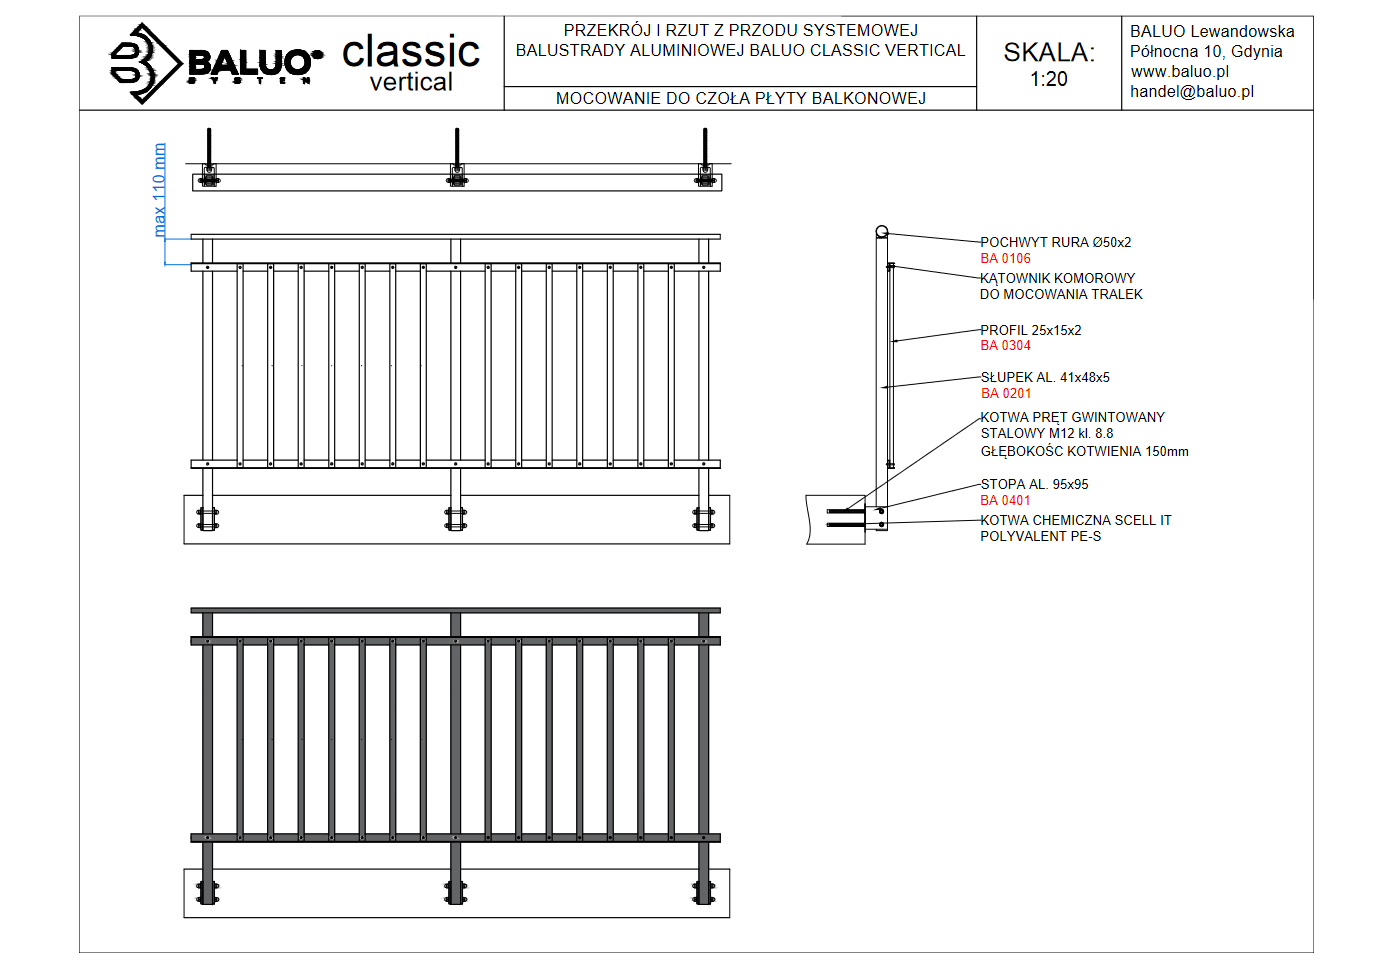 BALUO
SYSTEM
classic
vertical
PRZEKRÓJ I RZUT Z PRZODU SYSTEMOWEJ
BALUSTRADY ALUMINIOWEJ BALUO CLASSIC VERTICAL
MOCOWANIE DO CZOŁA PŁYTY BALKONOWEJ
SKALA:
1:20
BALUO Lewandowska
Północna 10, Gdynia
www.baluo.pl
handel@baluo.pl
max 110 mm
POCHWYT RURA Ø50x2
BA 0106
KĄTOWNIK KOMOROWY
DO MOCOWANIA TRALEK
PROFIL 25x15x2
BA 0304
SŁUPEK AL. 41x48x5
BA 0201
KOTWA PRĘT GWINTOWANY
STALOWY M12 kl. 8.8
GŁĘBOKOŚC KOTWIENIA 150mm
STOPA AL. 95x95
BA 0401
KOTWA CHEMICZNA SCELL IT
POLYVALENT PE-S